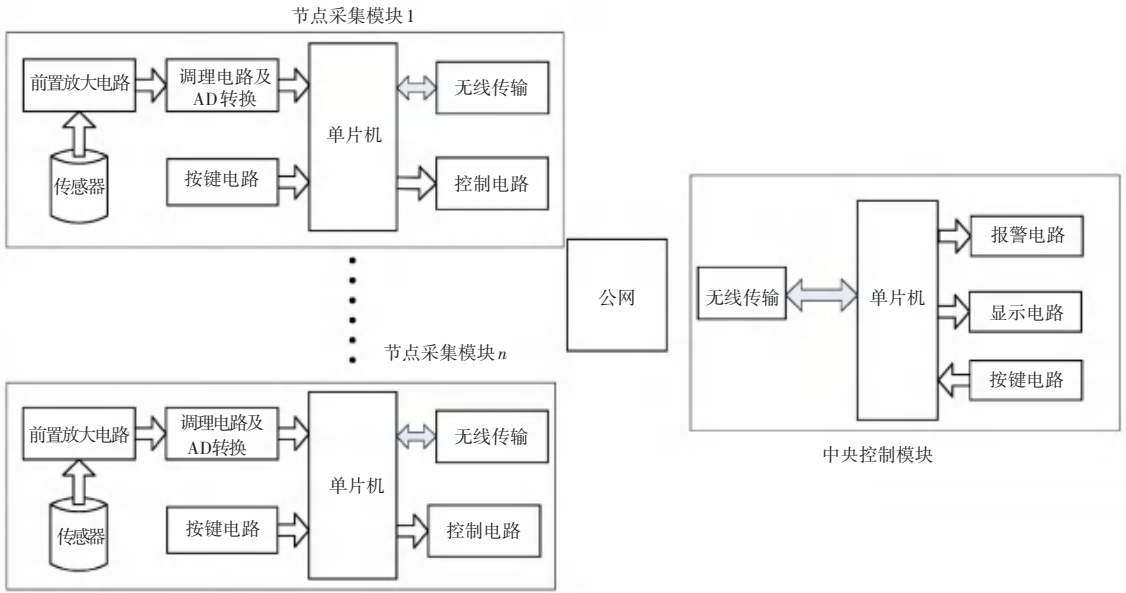 节点采集模块1
前置放大电路
调理电路及
AD转换
单片机
无线传输
传感器
按键电路
控制电路
公网
节点采集模块n
前置放大电路
调理电路及
AD转换
单片机
无线传输
传感器
按键电路
控制电路
无线传输
单片机
报警电路
显示电路
按键电路
中央控制模块